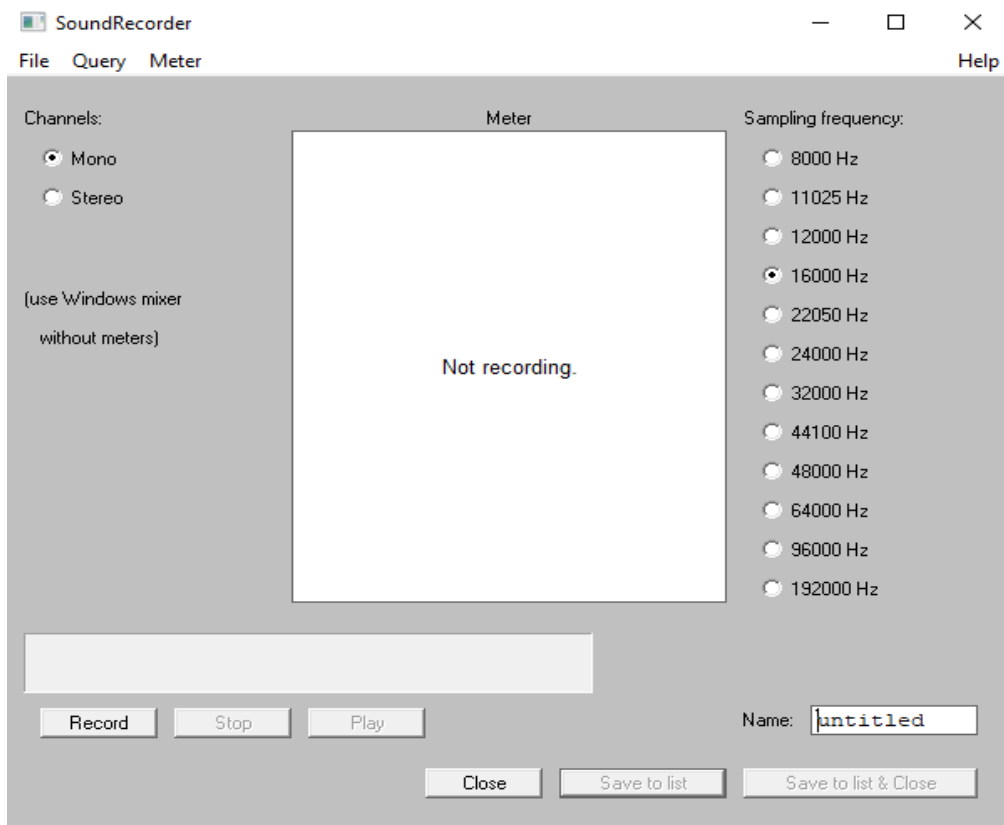 SoundRecorder
File Query Meter Help
Channels:
Mono
Stereo
(use Windows mixer
without meters)
Meter
Not recording.
Sampling frequency:
8000 Hz
11025 Hz
12000 Hz
16000 Hz
22050 Hz
24000 Hz
32000 Hz
44100 Hz
48000 Hz
64000 Hz
96000 Hz
192000 Hz
Record Stop Play
Name: untitled
Close Save to list Save to list & Close